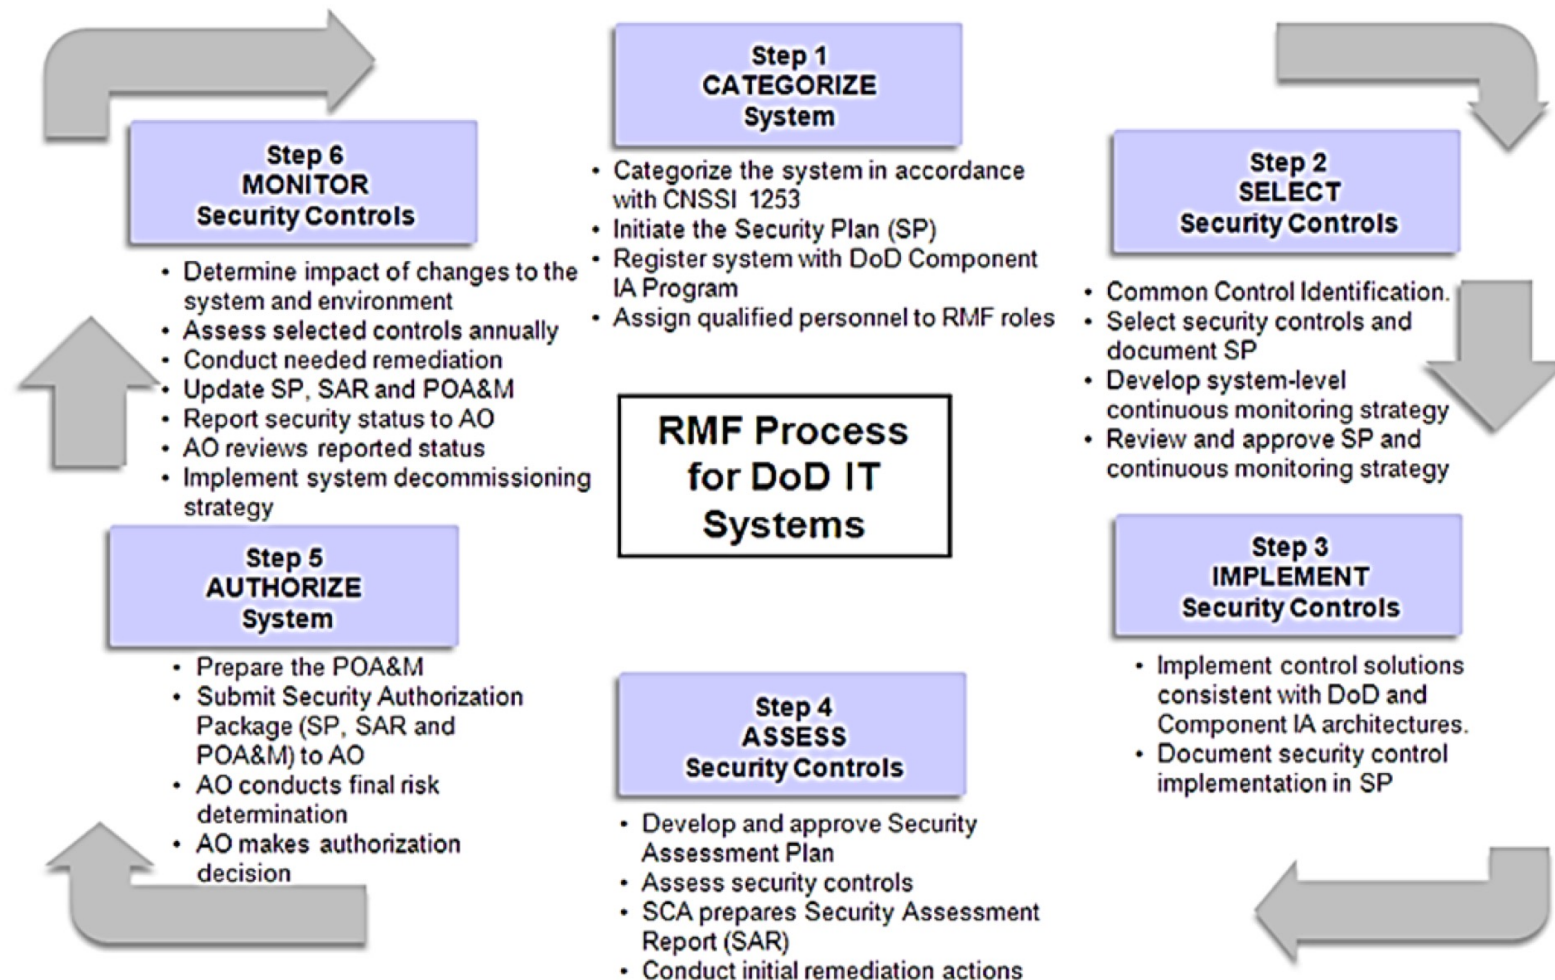 Step 1
CATEGORIZE
System
• Categorize the system in accordance
with CNSSI 1253
• Initiate the Security Plan (SP)
• Register system with DoD Component
IA Program
• Assign qualified personnel to RMF roles
Step 2
SELECT
Security Controls
• Common Control Identification.
• Select security controls and
document SP
• Develop system-level
continuous monitoring strategy
• Review and approve SP and
continuous monitoring strategy
Step 3
IMPLEMENT
Security Controls
• Implement control solutions
consistent with DoD and
Component IA architectures.
• Document security control
implementation in SP
Step 4
ASSESS
Security Controls
• Develop and approve Security
Assessment Plan
• Assess security controls
• SCA prepares Security Assessment
Report (SAR)
• Conduct initial remediation actions
Step 5
AUTHORIZE
System
• Prepare the POA&M
• Submit Security Authorization
Package (SP, SAR and
POA&M) to AO
• AO conducts final risk
determination
• AO makes authorization
decision
Step 6
MONITOR
Security Controls
• Determine impact of changes to the
system and environment
• Assess selected controls annually
• Conduct needed remediation
• Update SP, SAR and POA&M
• Report security status to AO
• AO reviews reported status
• Implement system decommissioning
strategy
RMF Process
for DoD IT
Systems